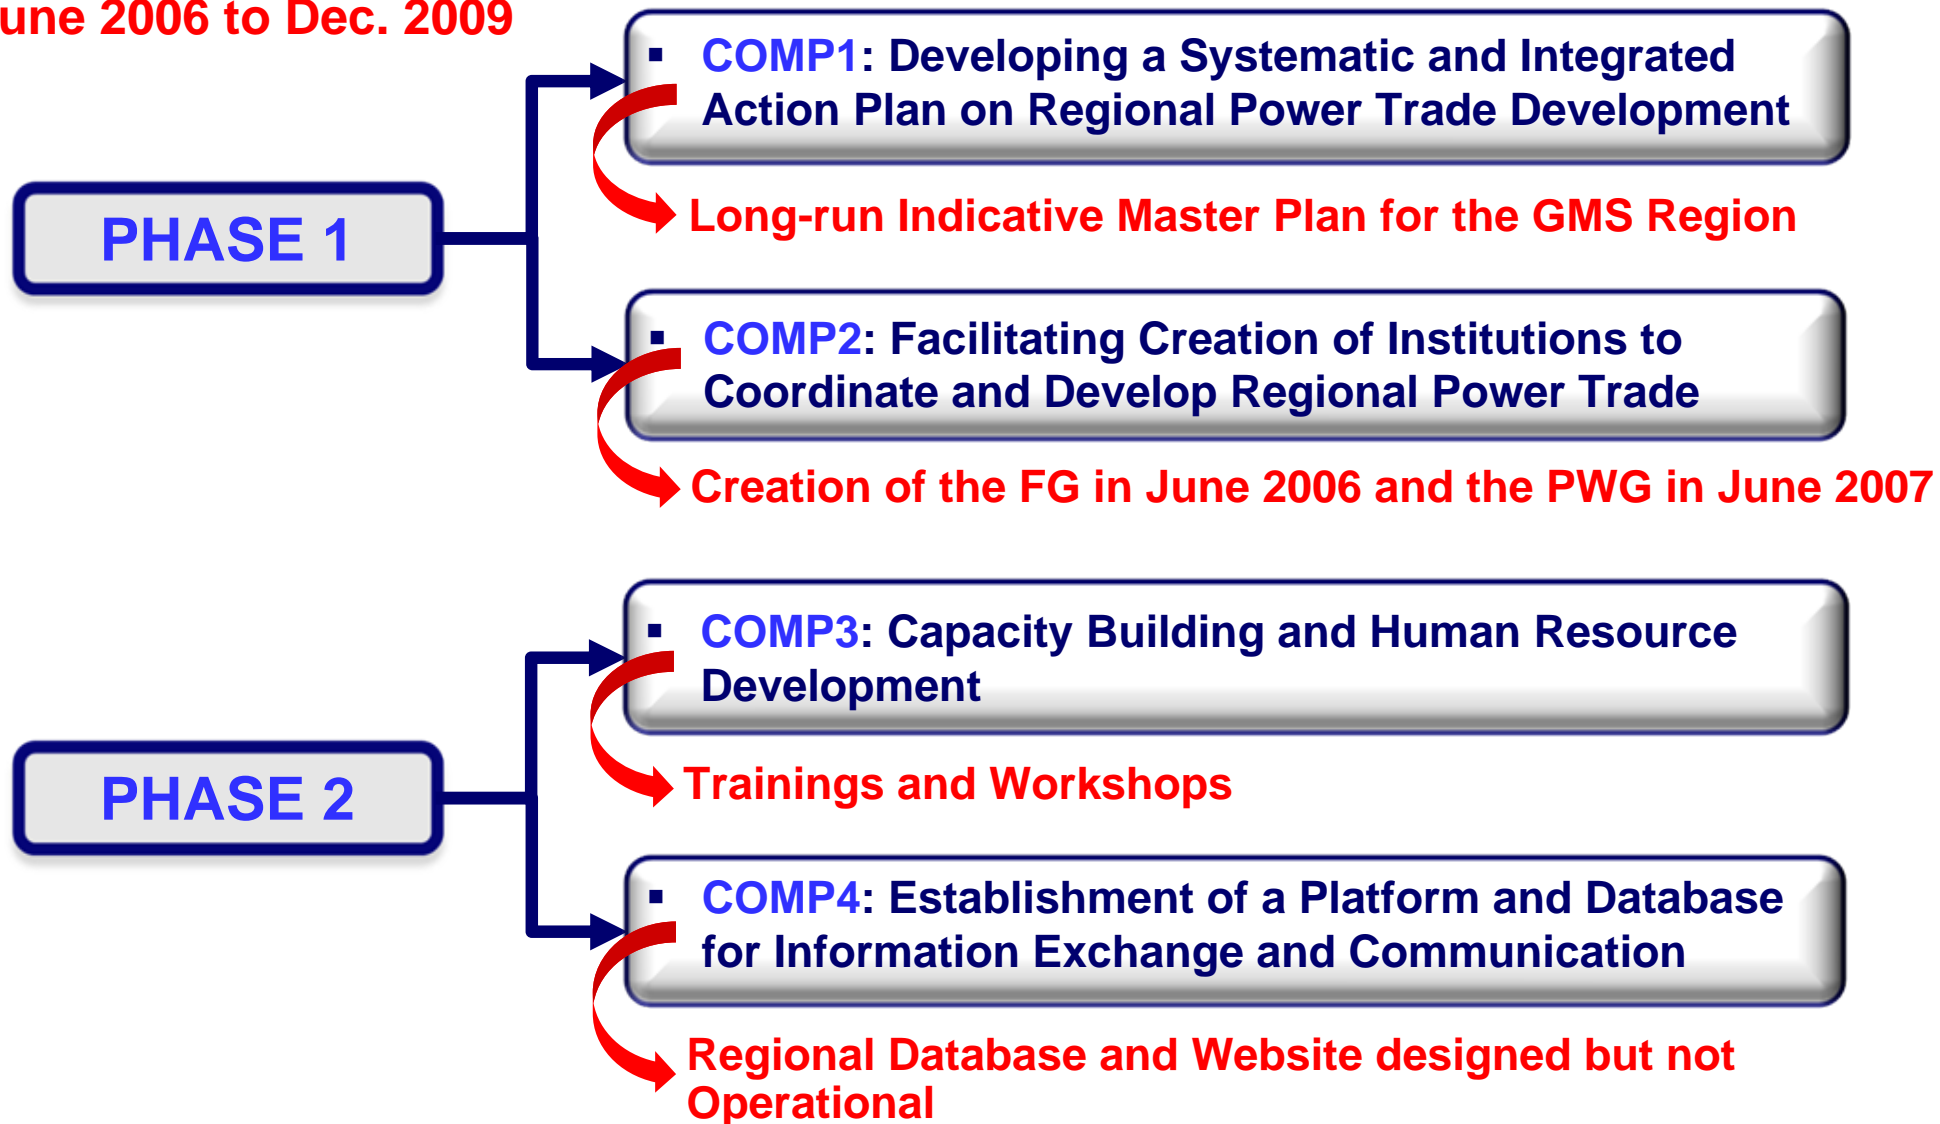 une 2006 to Dec. 2009
▪ COMP1: Developing a Systematic and Integrated
Action Plan on Regional Power Trade Development
Long-run Indicative Master Plan for the GMS Region
PHASE 1
▪ COMP2: Facilitating Creation of Institutions to
Coordinate and Develop Regional Power Trade
Creation of the FG in June 2006 and the PWG in June 2007
▪ COMP3: Capacity Building and Human Resource
Development
Trainings and Workshops
PHASE 2
▪ COMP4: Establishment of a Platform and Database
for Information Exchange and Communication
Regional Database and Website designed but not
Operational